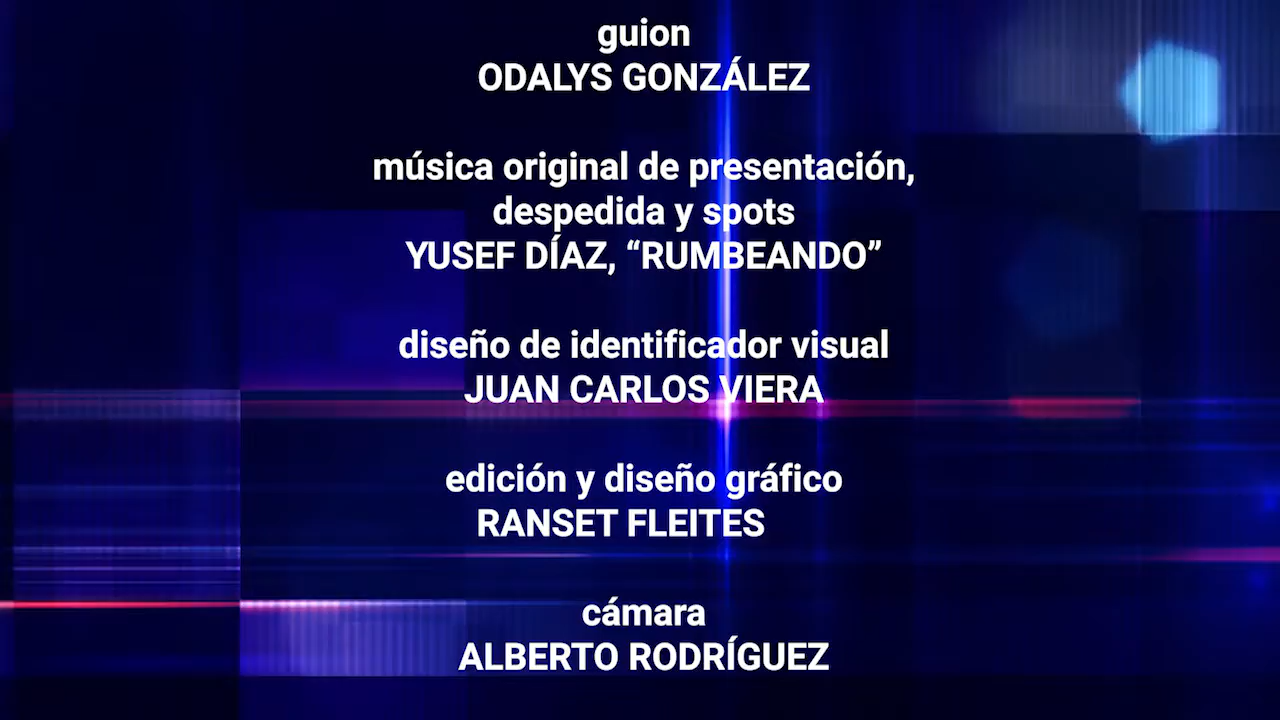 guion
ODALYS GONZÁLEZ
música original de presentación,
despedida y spots
YUSEF DÍAZ, “RUMBEANDO”
diseño de identificador visual
JUAN CARLOS VIERA
edición y diseño gráfico
RANSET FLEITES
cámara
ALBERTO RODRÍGUEZ